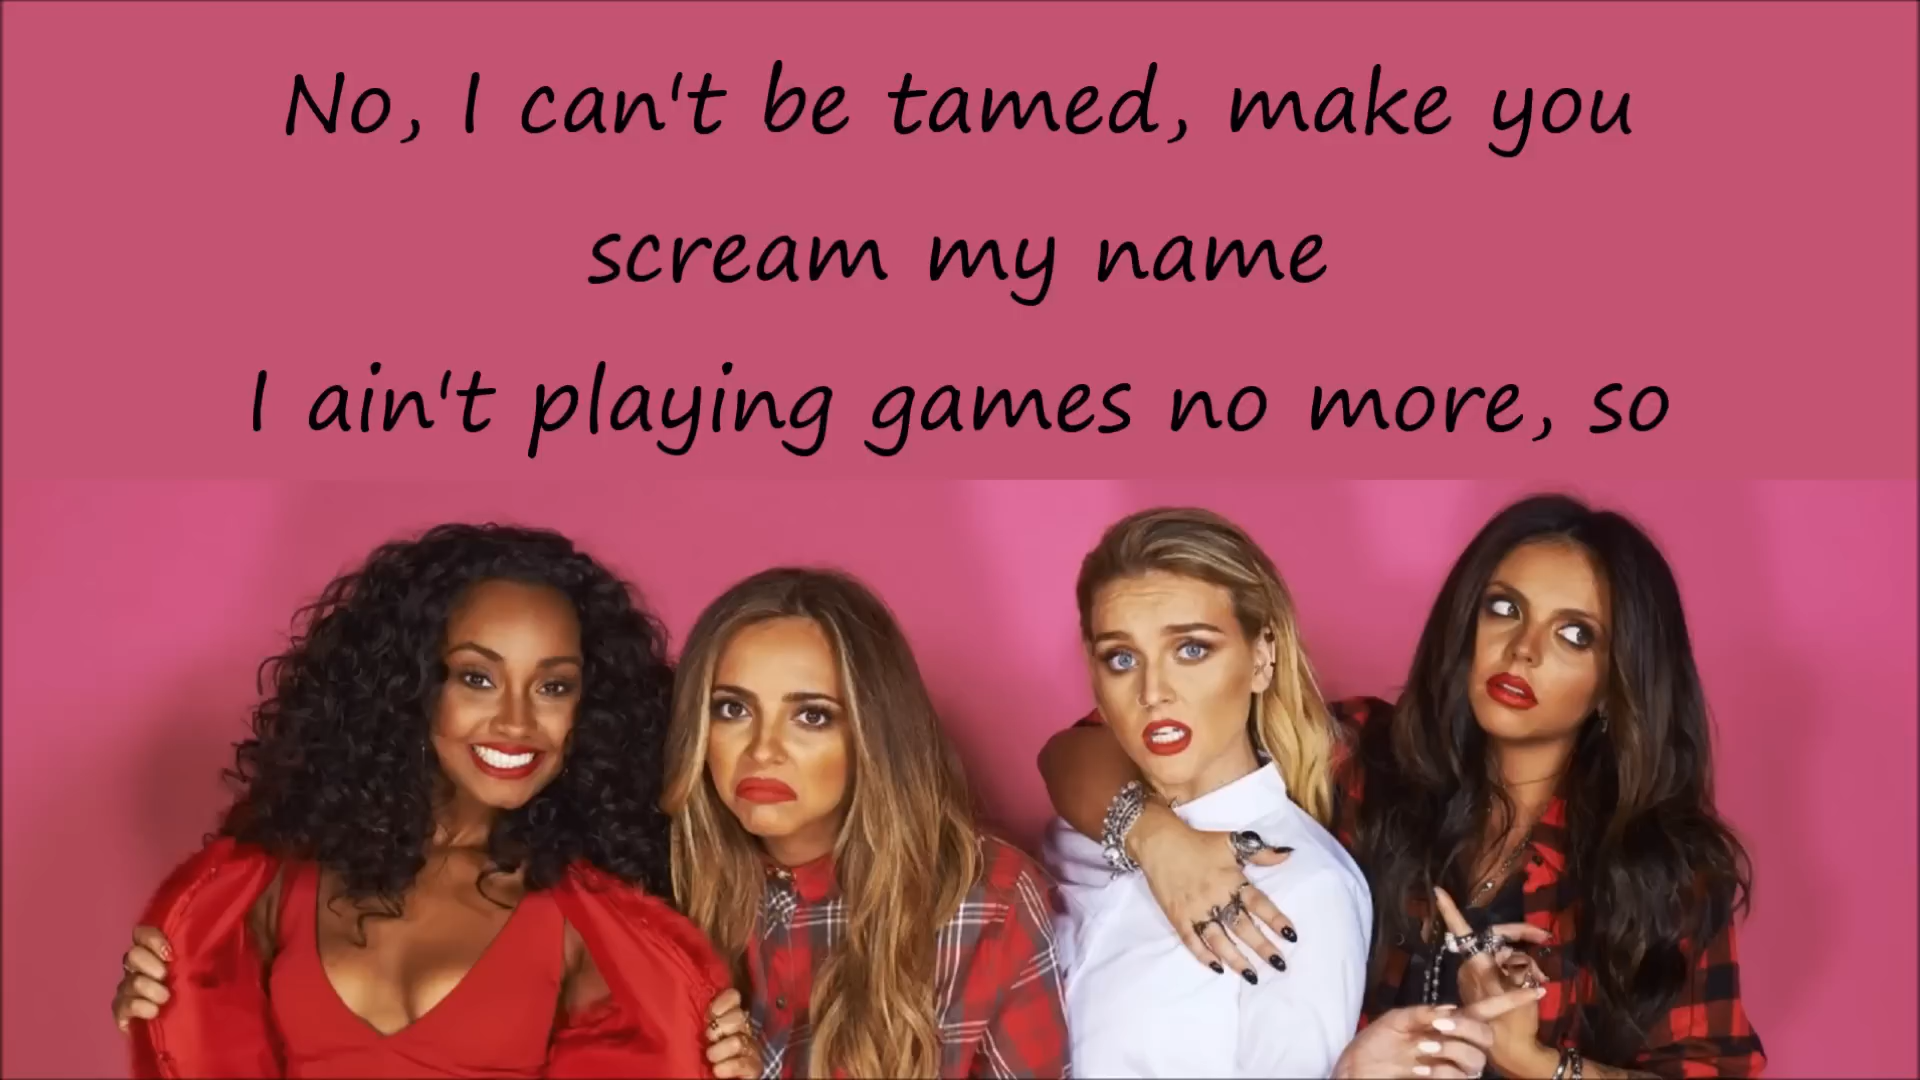 No, I can't be tamed, make you
scream my name
I ain't playing games no more, so